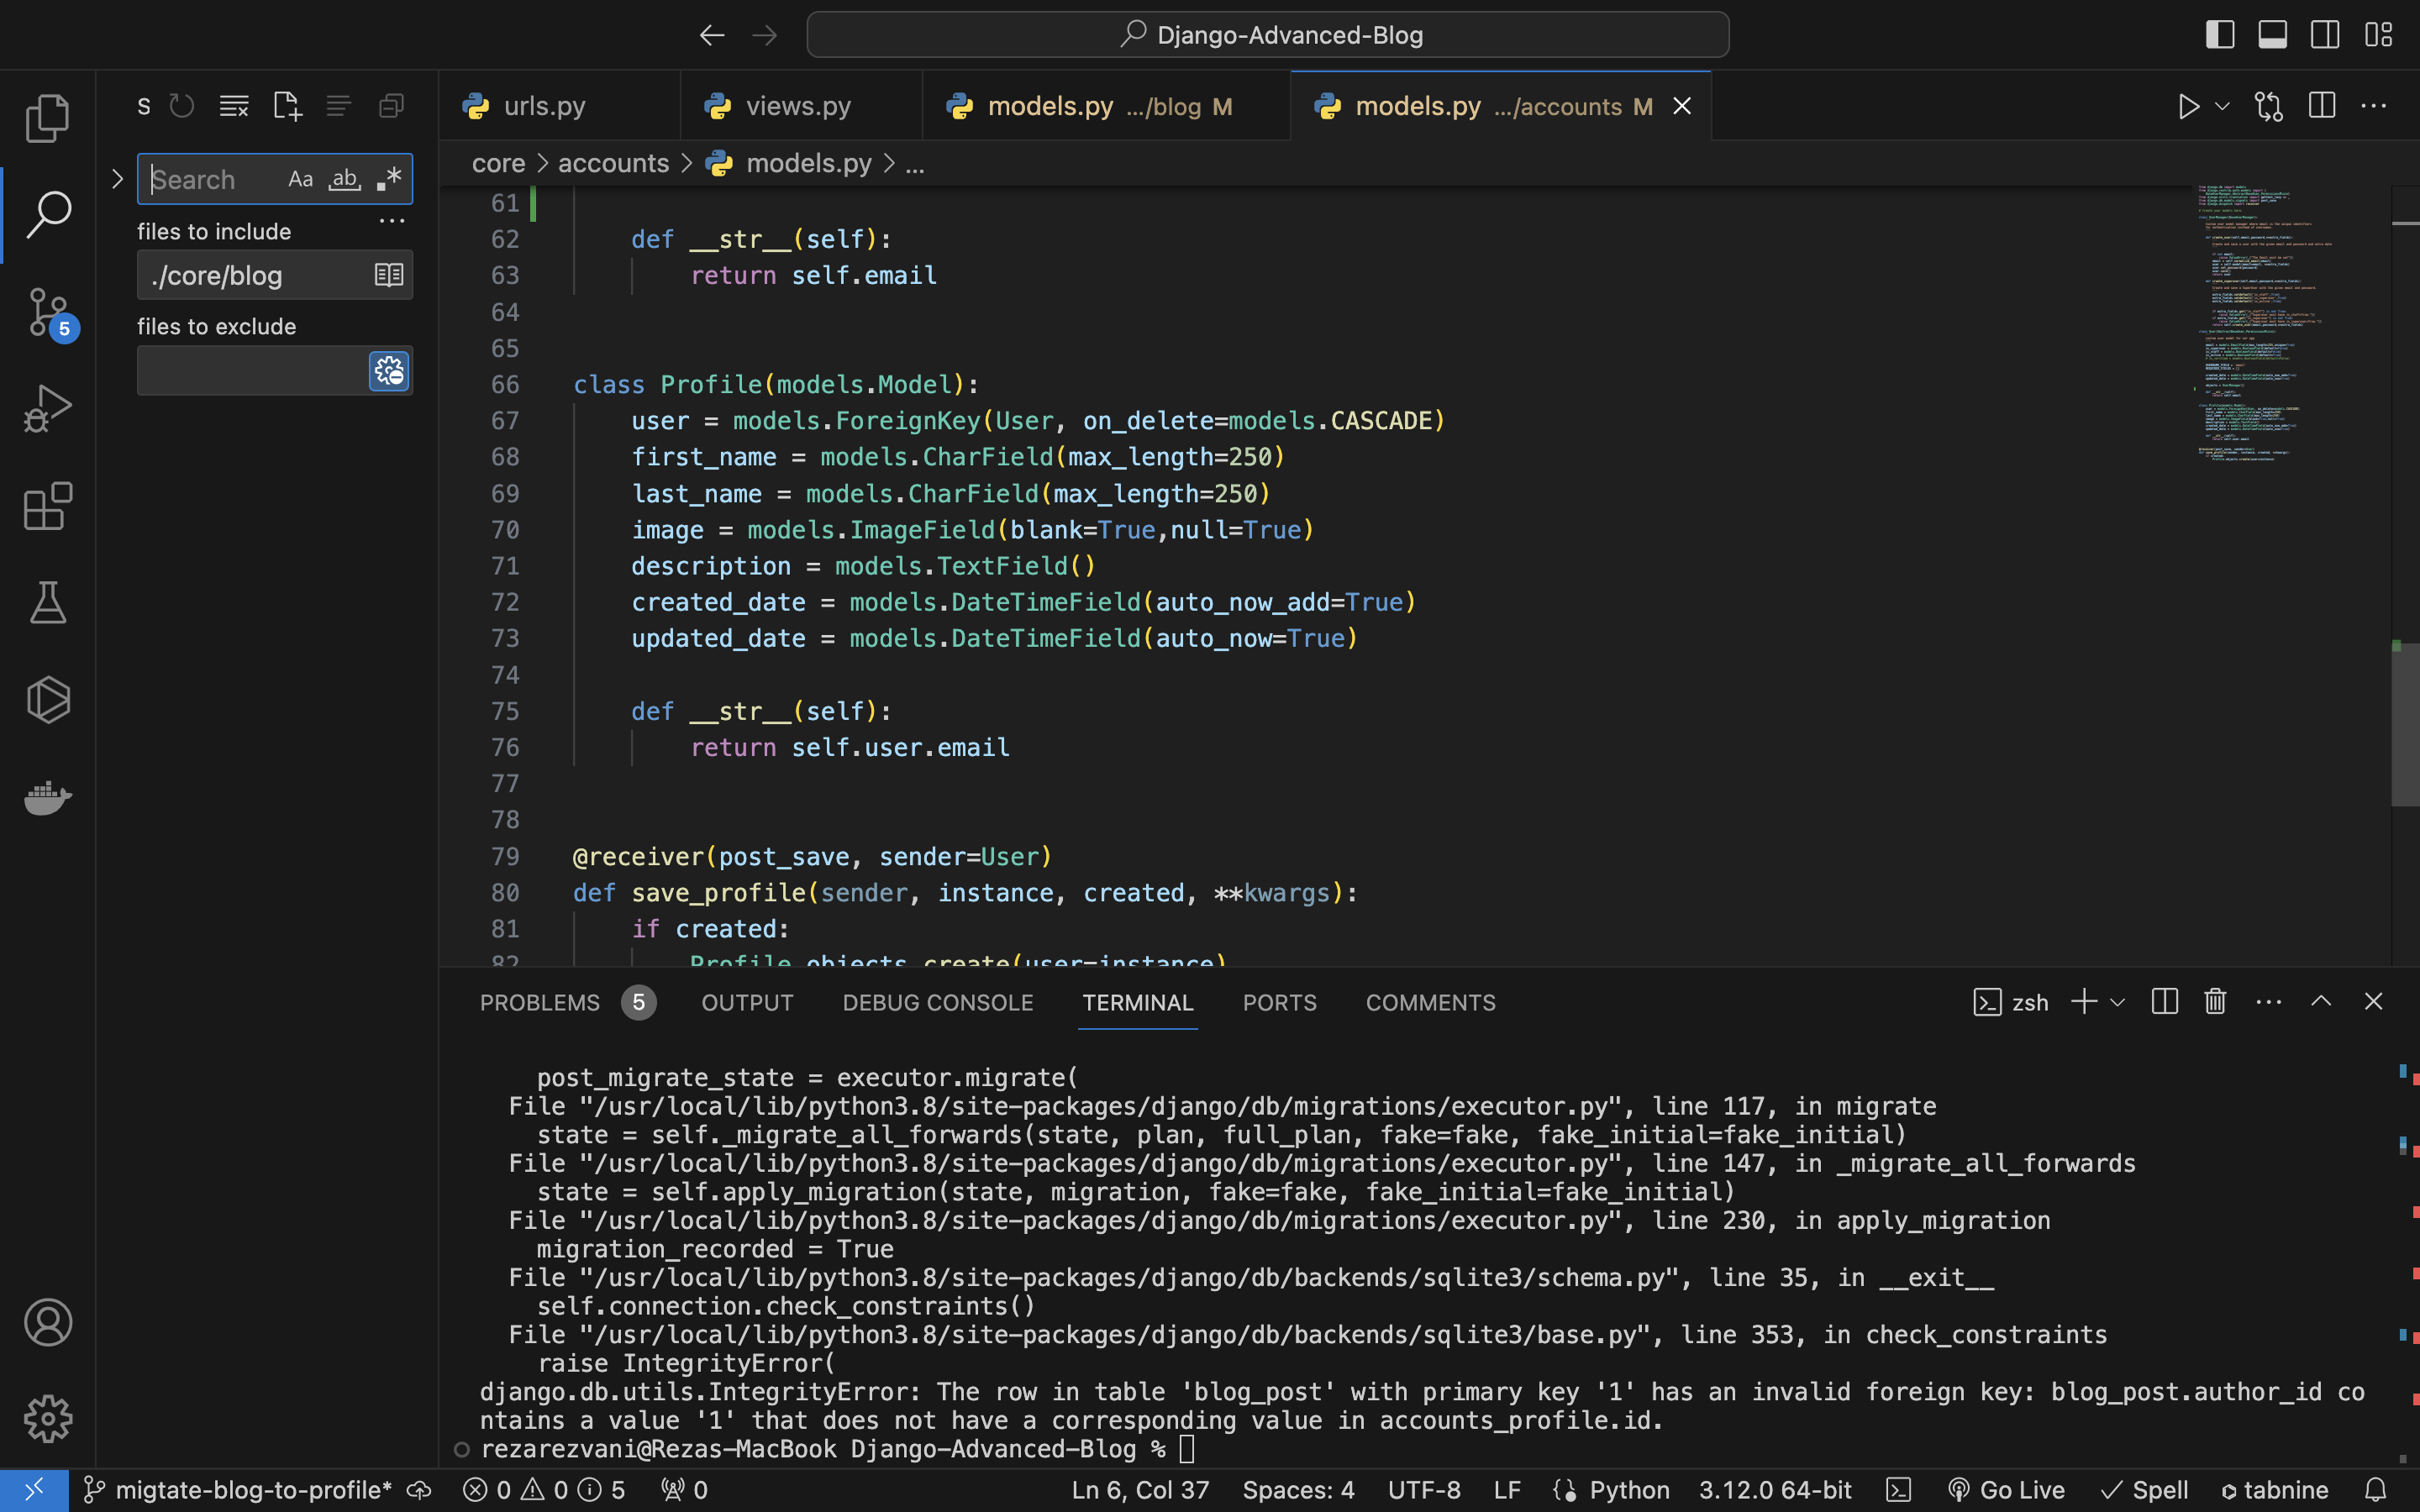 Django-Advanced-Blog
S
urls.py
views.py
models.py .../blog M
models.py .../accounts M
Search
Aa
ab
.*
files to include
./core/blog
files to exclude
5
core > accounts > models.py > ...
61
62 def __str__(self):
63 return self.email
64
65
66 class Profile(models.Model):
67 user = models.ForeignKey(User, on_delete=models.CASCADE)
68 first_name = models.CharField(max_length=250)
69 last_name = models.CharField(max_length=250)
70 image = models.ImageField(blank=True,null=True)
71 description = models.TextField()
72 created_date = models.DateTimeField(auto_now_add=True)
73 updated_date = models.DateTimeField(auto_now=True)
74
75 def __str__(self):
76 return self.user.email
77
78
79 @receiver(post_save, sender=User)
80 def save_profile(sender, instance, created, **kwargs):
81 if created:
82 Profile.objects.create(user=instance)
PROBLEMS 5 OUTPUT DEBUG CONSOLE TERMINAL PORTS COMMENTS
zsh
post_migrate_state = executor.migrate(
File "/usr/local/lib/python3.8/site-packages/django/db/migrations/executor.py", line 117, in migrate
state = self._migrate_all_forwards(state, plan, full_plan, fake=fake, fake_initial=fake_initial)
File "/usr/local/lib/python3.8/site-packages/django/db/migrations/executor.py", line 147, in _migrate_all_forwards
state = self.apply_migration(state, migration, fake=fake, fake_initial=fake_initial)
File "/usr/local/lib/python3.8/site-packages/django/db/migrations/executor.py", line 230, in apply_migration
migration_recorded = True
File "/usr/local/lib/python3.8/site-packages/django/db/backends/sqlite3/schema.py", line 35, in __exit__
self.connection.check_constraints()
File "/usr/local/lib/python3.8/site-packages/django/db/backends/sqlite3/base.py", line 353, in check_constraints
raise IntegrityError(
django.db.utils.IntegrityError: The row in table 'blog_post' with primary key '1' has an invalid foreign key: blog_post.author_id co
ntains a value '1' that does not have a corresponding value in accounts_profile.id.
rezarezvani@Rezas-MacBook Django-Advanced-Blog %
migtate-blog-to-profile* 0 0 5 0 Ln 6, Col 37 Spaces: 4 UTF-8 LF Python 3.12.0 64-bit Go Live Spell tabnine